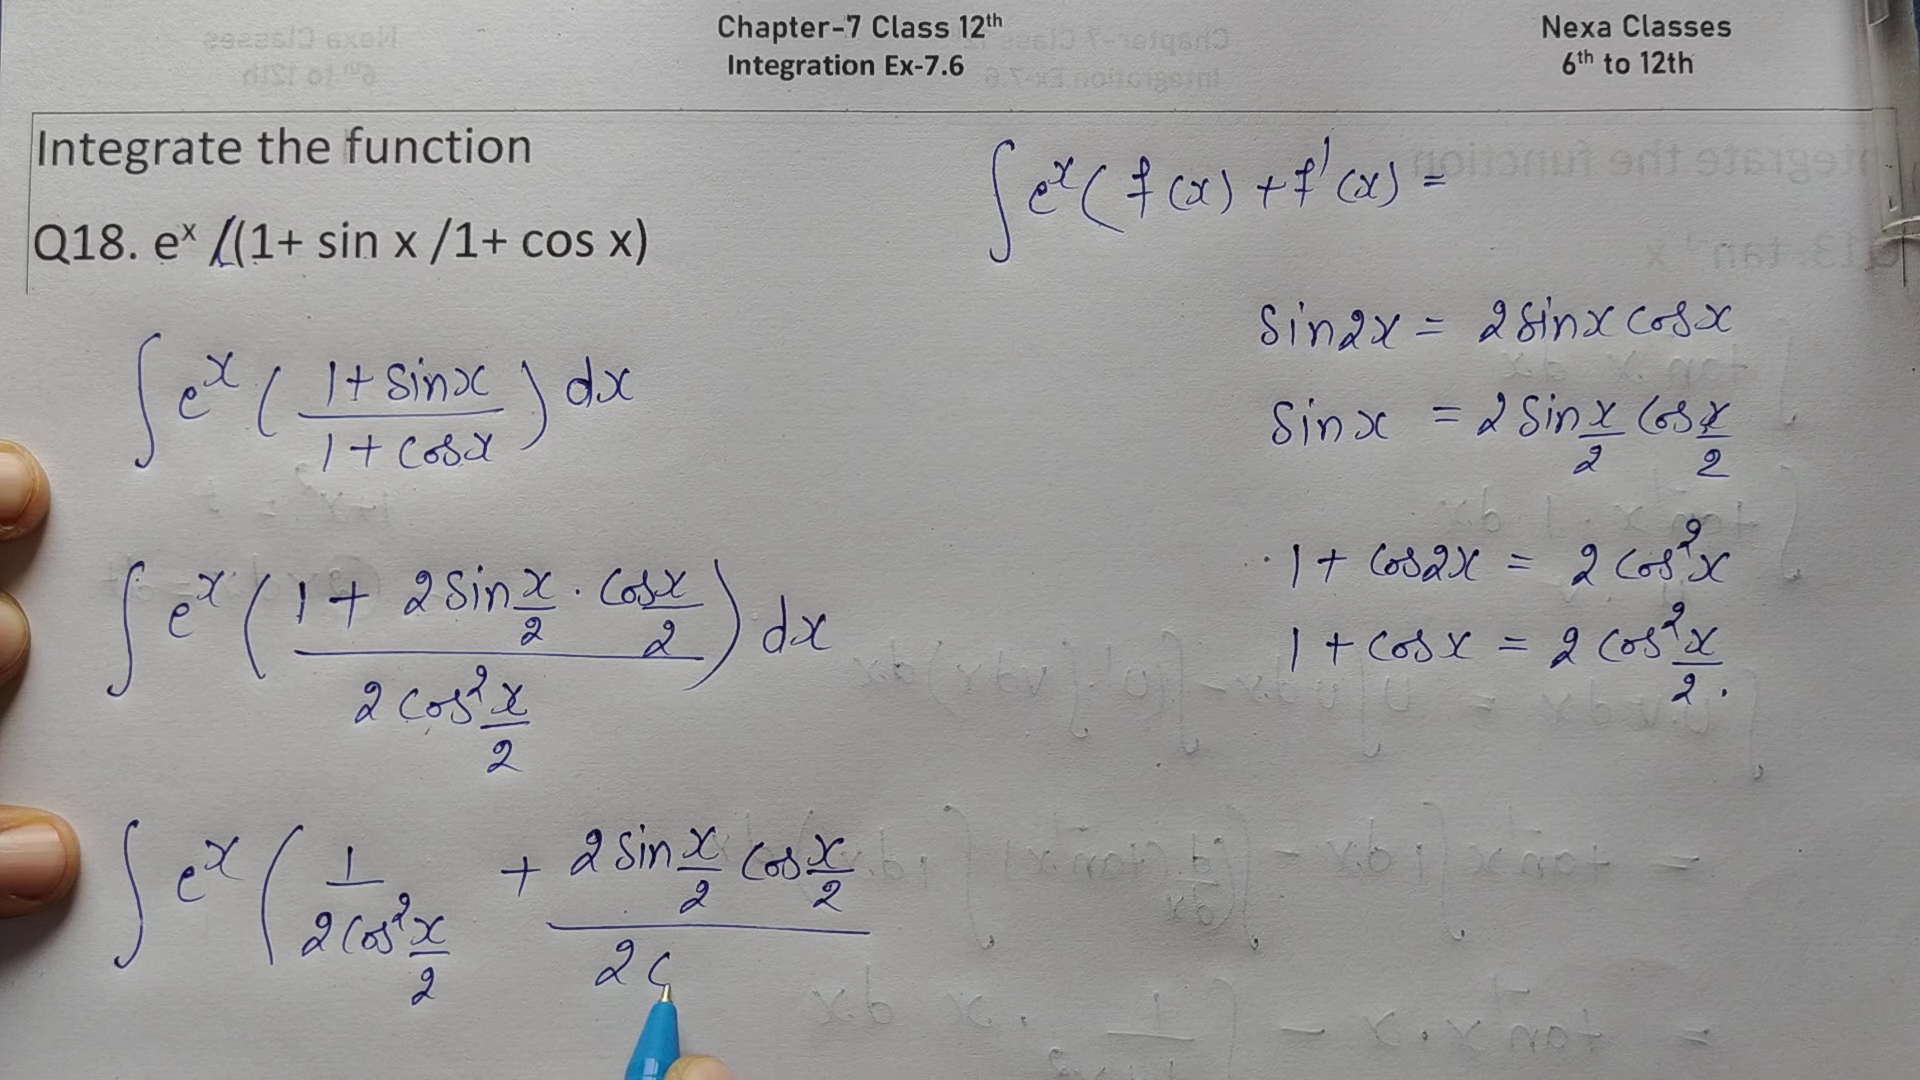 Chapter-7 Class 12th
Integration Ex-7.6
Nexa Classes
6th to 12th
Integrate the function
Q18. eˣ /(1+ sin x /1+ cos x)
∫eˣ( f(x) + f'(x) =
sin2x = 2 sinx cosx
sinx = 2 sin x/2 cos x/2
1 + cos2x = 2 cos²x
1 + cosx = 2 cos² x/2.
∫eˣ ( 1 + sinx / 1 + cosx ) dx
∫eˣ ( 1 + 2 sin x/2 . cos x/2 / 2 cos² x/2 ) dx
∫eˣ ( 1 / 2 cos² x/2 + 2 sin x/2 cos x/2 / 2 c